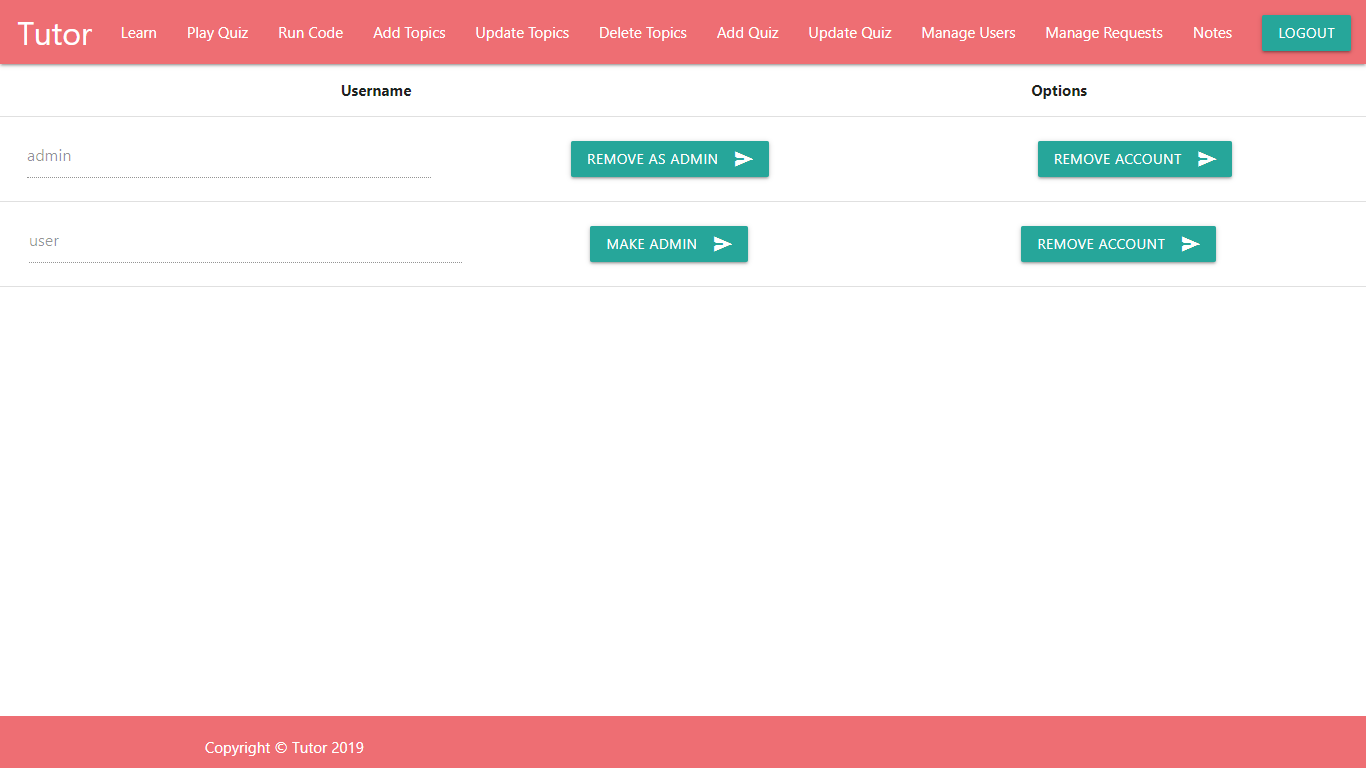 Tutor Learn Play Quiz Run Code Add Topics Update Topics Delete Topics Add Quiz Update Quiz Manage Users Manage Requests Notes LOGOUT
Username Options
admin REMOVE AS ADMIN REMOVE ACCOUNT
user MAKE ADMIN REMOVE ACCOUNT
Copyright © Tutor 2019